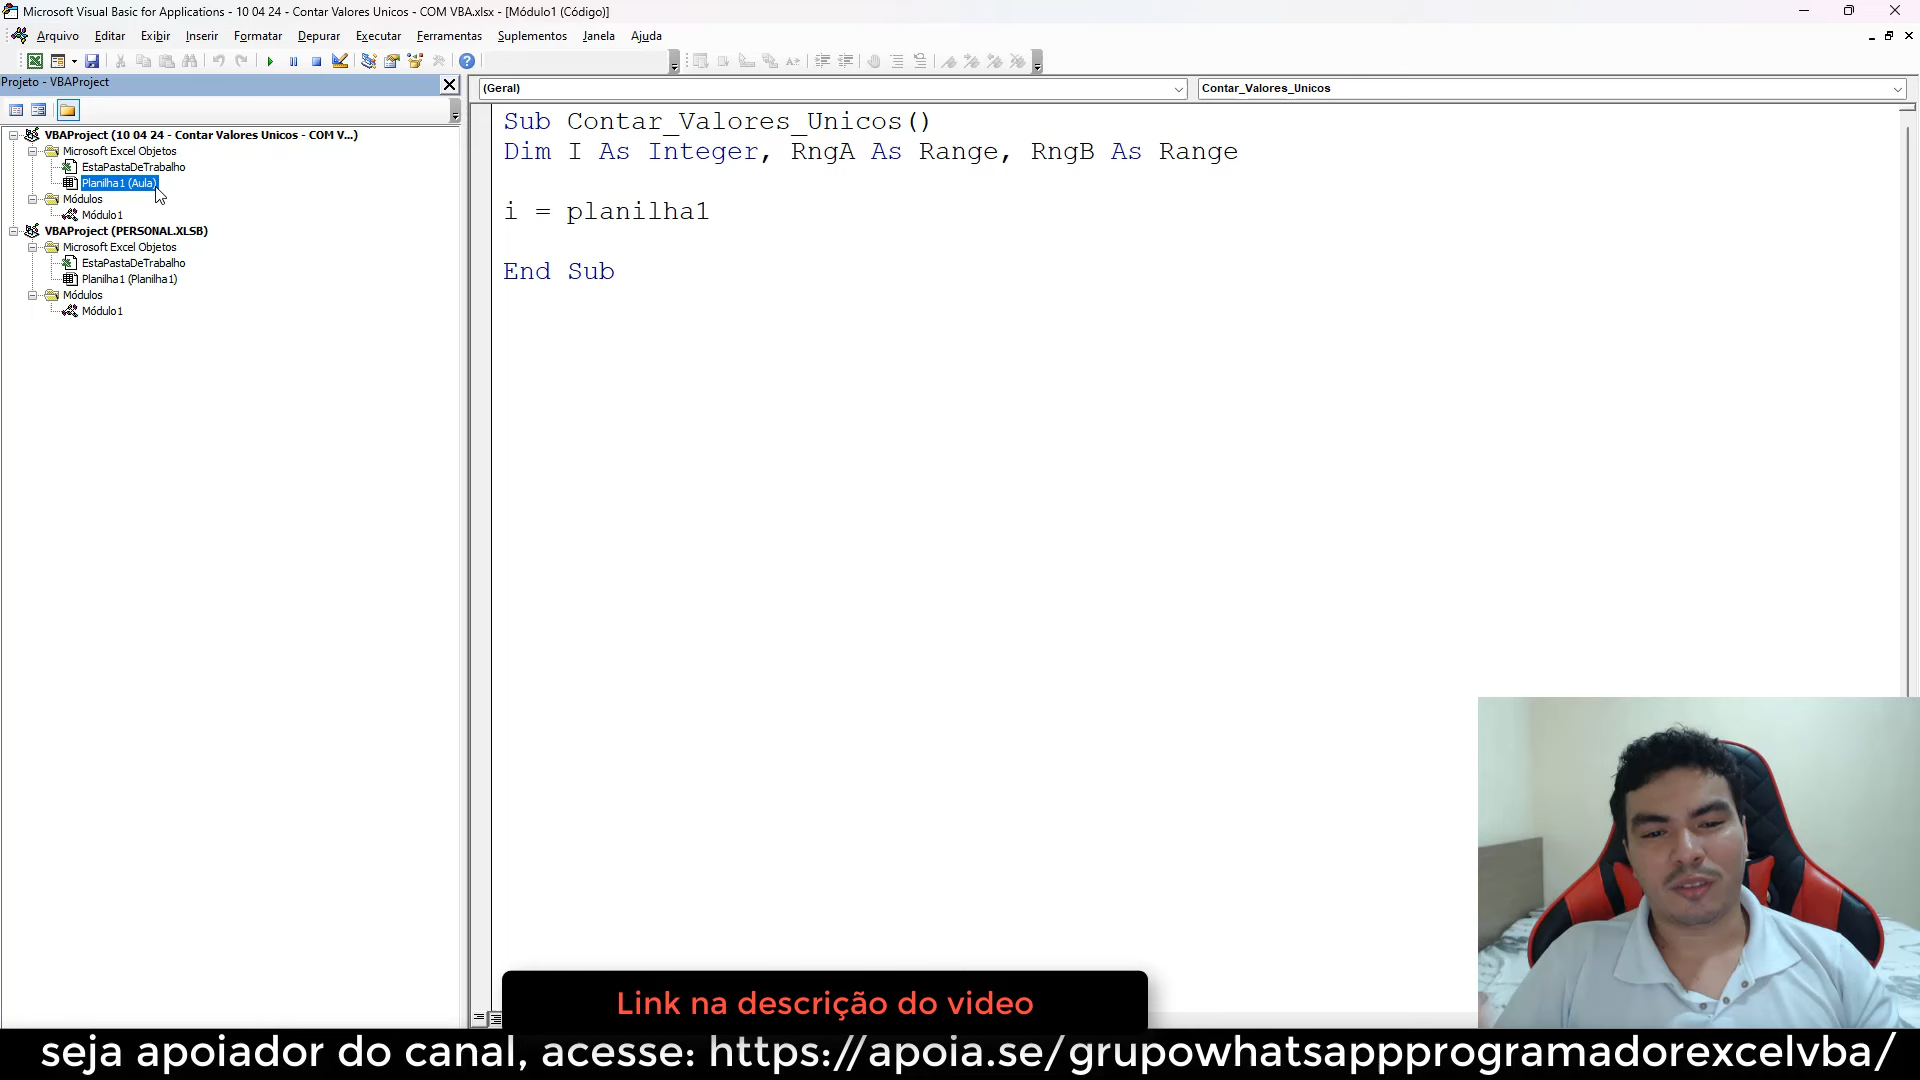 Microsoft Visual Basic for Applications - 10 04 24 - Contar Valores Unicos - COM VBA.xlsx - [Módulo1 (Código)]
Arquivo Editar Exibir Inserir Formatar Depurar Executar Ferramentas Suplementos Janela Ajuda
Projeto - VBAProject
(Geral)
Contar_Valores_Unicos
VBAProject (10 04 24 - Contar Valores Unicos - COM V...)
Microsoft Excel Objetos
EstaPastaDeTrabalho
Planilha1 (Aula)
Módulos
Módulo1
VBAProject (PERSONAL.XLSB)
Microsoft Excel Objetos
EstaPastaDeTrabalho
Planilha1 (Planilha1)
Módulos
Módulo1
Sub Contar_Valores_Unicos()
Dim I As Integer, RngA As Range, RngB As Range
i = planilha1
End Sub
Link na descrição do video
seja apoiador do canal, acesse: https://apoia.se/grupowhatsappprogramadorexcelvba/